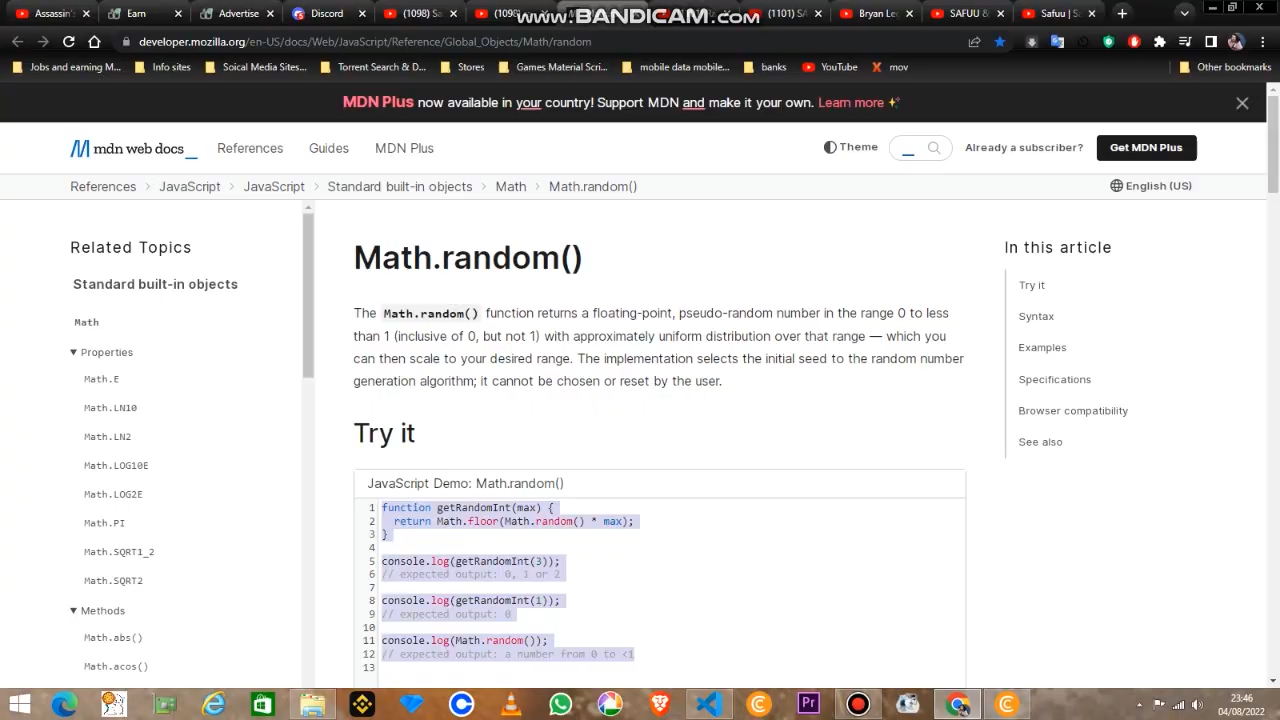 Assassin'
Earn
Advertise
Discord
(1098) Sa
(1098)
(1101) SA
Bryan Le
SAFUU &
Safuu | S
www.BANDICAM.com
developer.mozilla.org/en-US/docs/Web/JavaScript/Reference/Global_Objects/Math/random
Jobs and earning M...
Info sites
Soical Media Sites...
Torrent Search & D...
Stores
Games Material Scri...
mobile data mobile...
banks
YouTube
mov
Other bookmarks
MDN Plus now available in your country! Support MDN and make it your own. Learn more ✨
mdn web docs_
References
Guides
MDN Plus
Theme
Already a subscriber?
Get MDN Plus
References > JavaScript > JavaScript > Standard built-in objects > Math > Math.random()
English (US)
Related Topics
Standard built-in objects
Math
▼ Properties
Math.E
Math.LN10
Math.LN2
Math.LOG10E
Math.LOG2E
Math.PI
Math.SQRT1_2
Math.SQRT2
▼ Methods
Math.abs()
Math.acos()
Math.random()
The Math.random() function returns a floating-point, pseudo-random number in the range 0 to less
than 1 (inclusive of 0, but not 1) with approximately uniform distribution over that range — which you
can then scale to your desired range. The implementation selects the initial seed to the random number
generation algorithm; it cannot be chosen or reset by the user.
Try it
JavaScript Demo: Math.random()
1 function getRandomInt(max) {
2 return Math.floor(Math.random() * max);
3 }
4
5 console.log(getRandomInt(3));
6 // expected output: 0, 1 or 2
7
8 console.log(getRandomInt(1));
9 // expected output: 0
10
11 console.log(Math.random());
12 // expected output: a number from 0 to <1
13
In this article
Try it
Syntax
Examples
Specifications
Browser compatibility
See also
23:46
04/08/2022